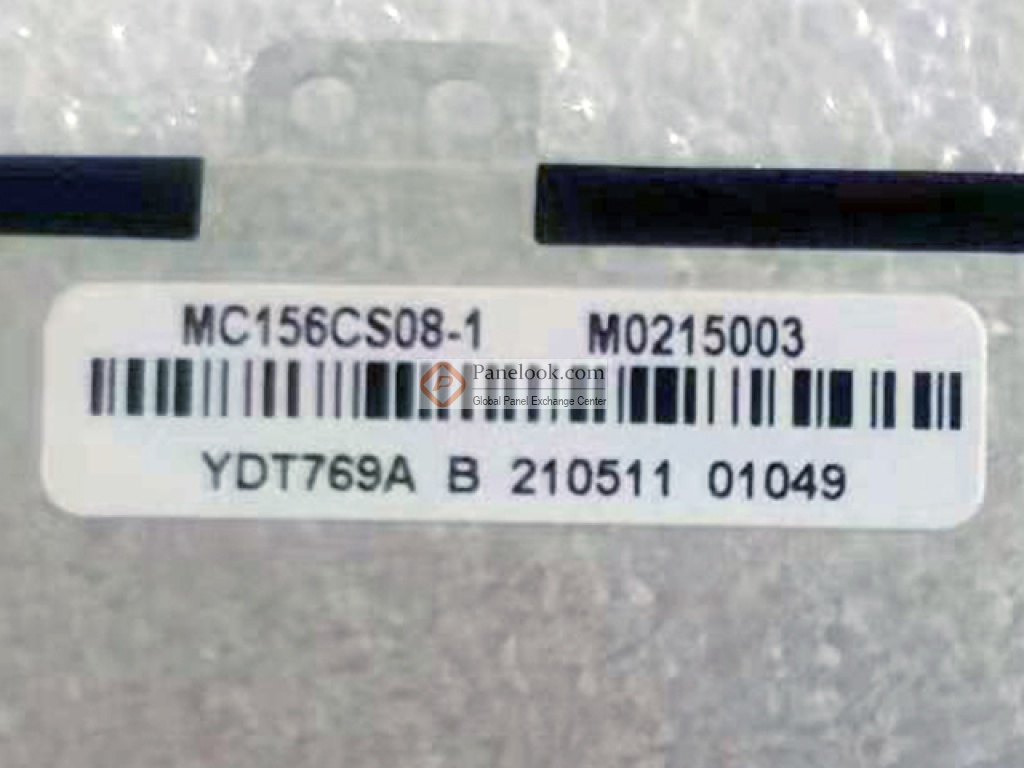 MC156CS08-1 M0215003
Panelook.com
Global Panel Exchange Center
YDT769A B 210511 01049